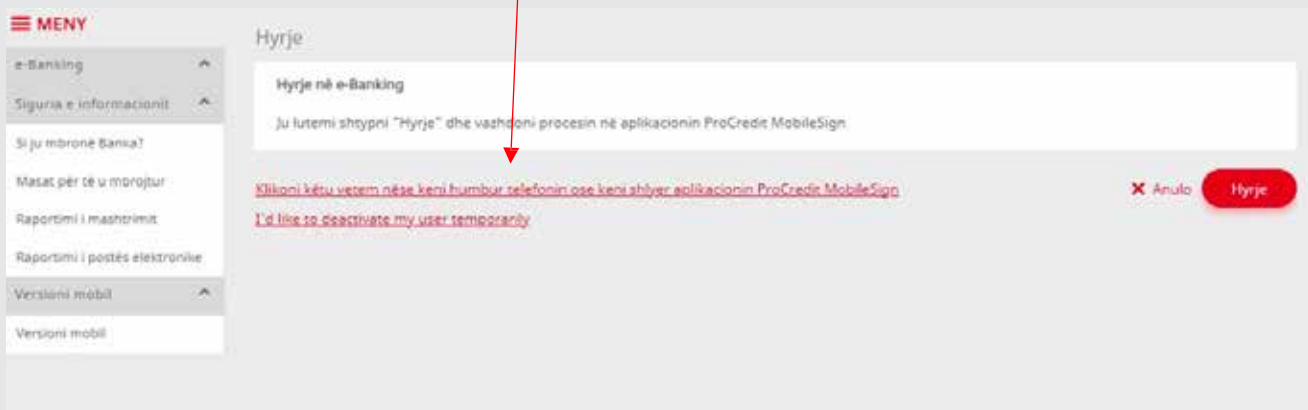 MENY
e-Banking
Siguria e informacionit
Si ju mbronë Banka?
Masat për të u mbrojtur
Raportimi i mashtrimit
Raportimi i postës elektronike
Versioni mobil
Versioni mobil
Hyrje
Hyrje në e-Banking
Ju lutemi shtypni "Hyrje" dhe vazhdoni procesin në aplikacionin ProCredit MobileSign
Klikoni këtu vetem nëse keni humbur telefonin ose keni shlyer aplikacionin ProCredit MobileSign
Anulo
Hyrje
I'd like to deactivate my user temporarily